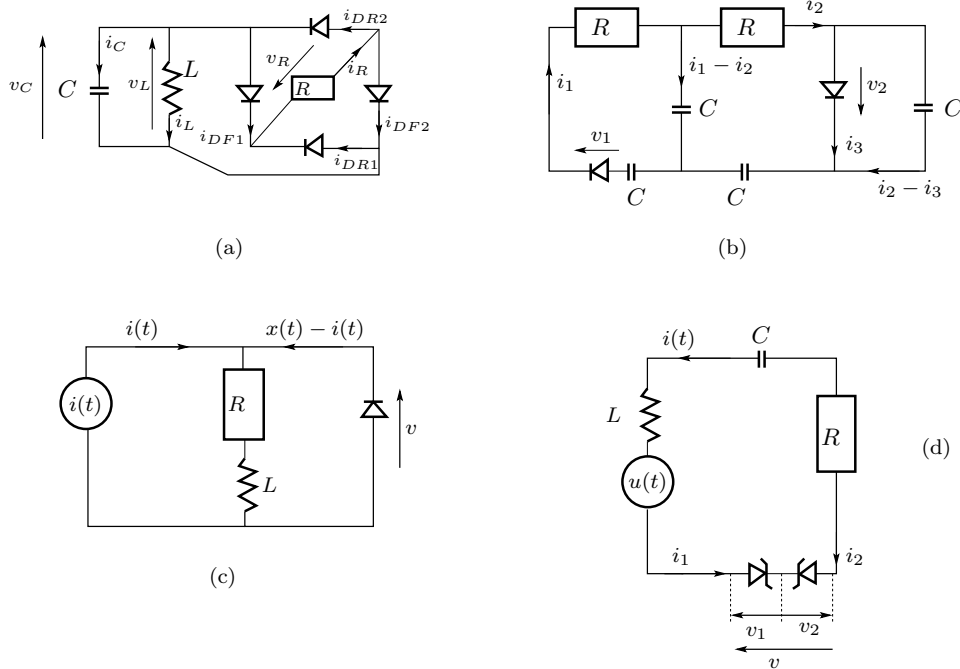 i_C
v_C
C
v_L
L
i_L
i_{DR2}
v_R
i_R
R
i_{DF1}
i_{DF2}
i_{DR1}
(a)
R
R
i_2
i_1
i_1 − i_2
C
v_2
C
v_1
i_3
C
C
i_2 − i_3
(b)
i(t)
x(t) − i(t)
i(t)
R
v
L
(c)
i(t)
C
L
R
u(t)
(d)
i_1
i_2
v_1
v_2
v